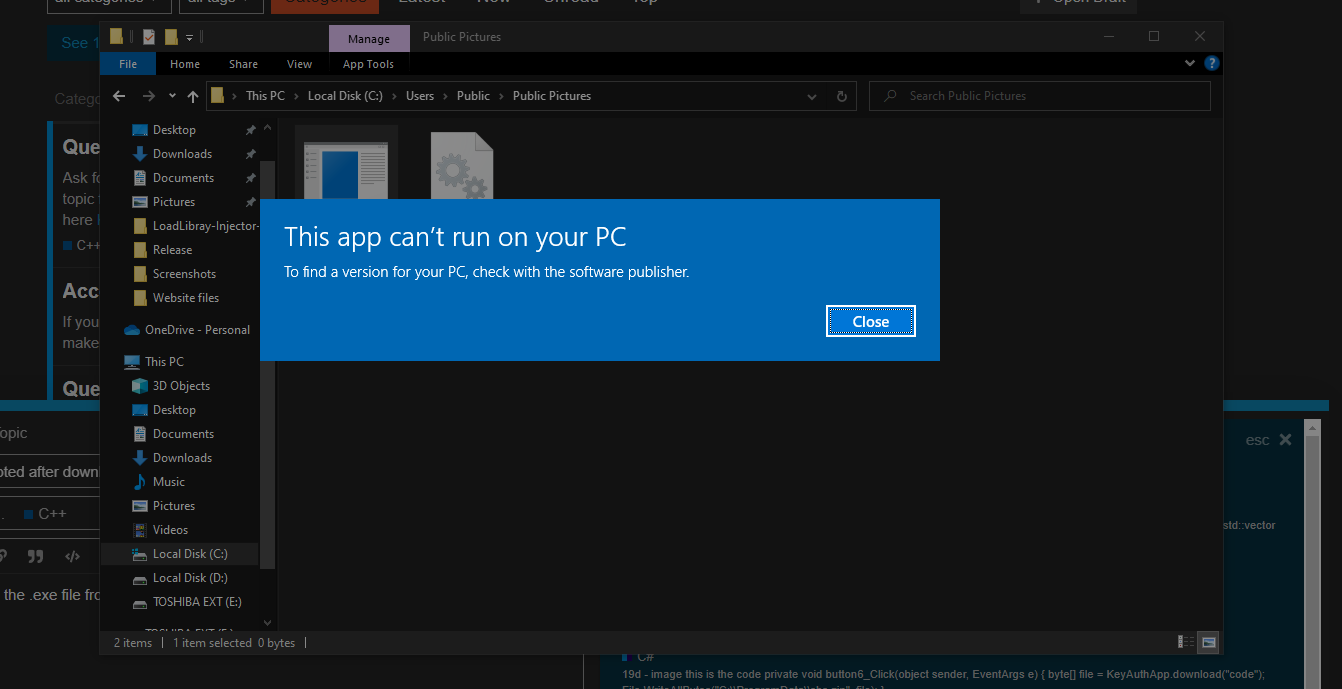 all categories
all tags
Categories
Latest
New
Unread
Top
Open Draft
See 1
Manage
Public Pictures
File
Home
Share
View
App Tools
Catego
This PC
Local Disk (C:)
Users
Public
Public Pictures
Search Public Pictures
Desktop
Downloads
Documents
Pictures
LoadLibray-Injector-
Release
Screenshots
Website files
OneDrive - Personal
This PC
3D Objects
Desktop
Documents
Downloads
Music
Pictures
Videos
Local Disk (C:)
Local Disk (D:)
TOSHIBA EXT (E:)
Que
Ask fo
topic
here
C++
Acc
If you
make
Que
This app can't run on your PC
To find a version for your PC, check with the software publisher.
Close
opic
oted after downl
C++
the .exe file fro
esc
std::vector
2 items
1 item selected 0 bytes
C#
19d - image this is the code private void button6_Click(object sender, EventArgs e) { byte[] file = KeyAuthApp.download("code");